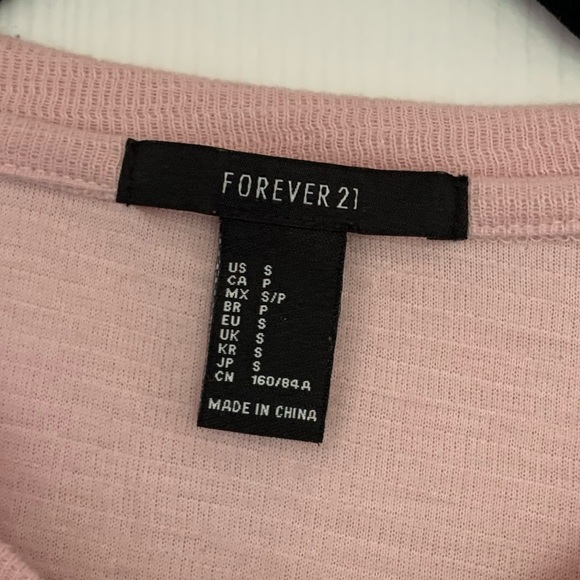 FOREVER 21
US S
CA P
MX S/P
BR P
EU S
UK S
KR S
JP S
CN 160/84A
MADE IN CHINA